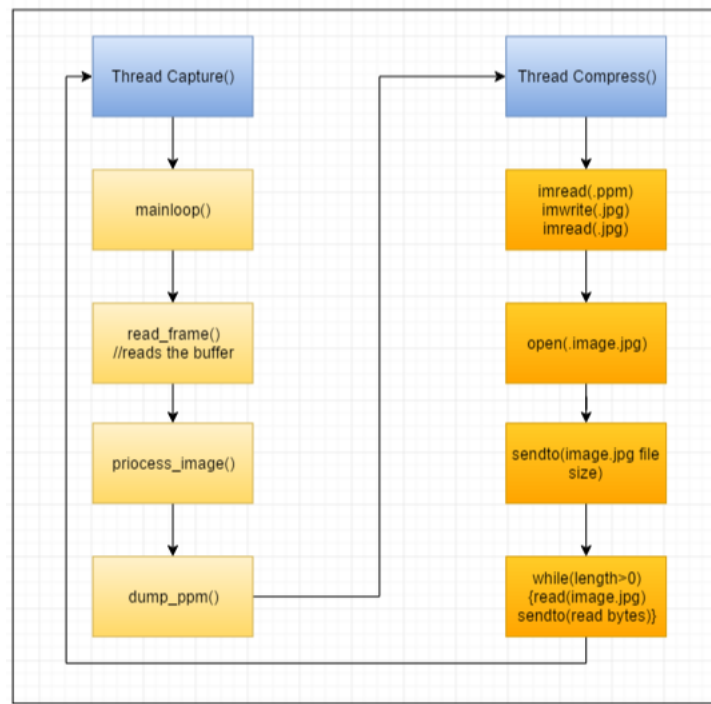 Thread Capture()
mainloop()
read_frame()
//reads the buffer
priocess_image()
dump_ppm()
Thread Compress()
imread(.ppm)
imwrite(.jpg)
imread(.jpg)
open(.image.jpg)
sendto(image.jpg file
size)
while(length>0)
{read(image.jpg)
sendto(read bytes)}